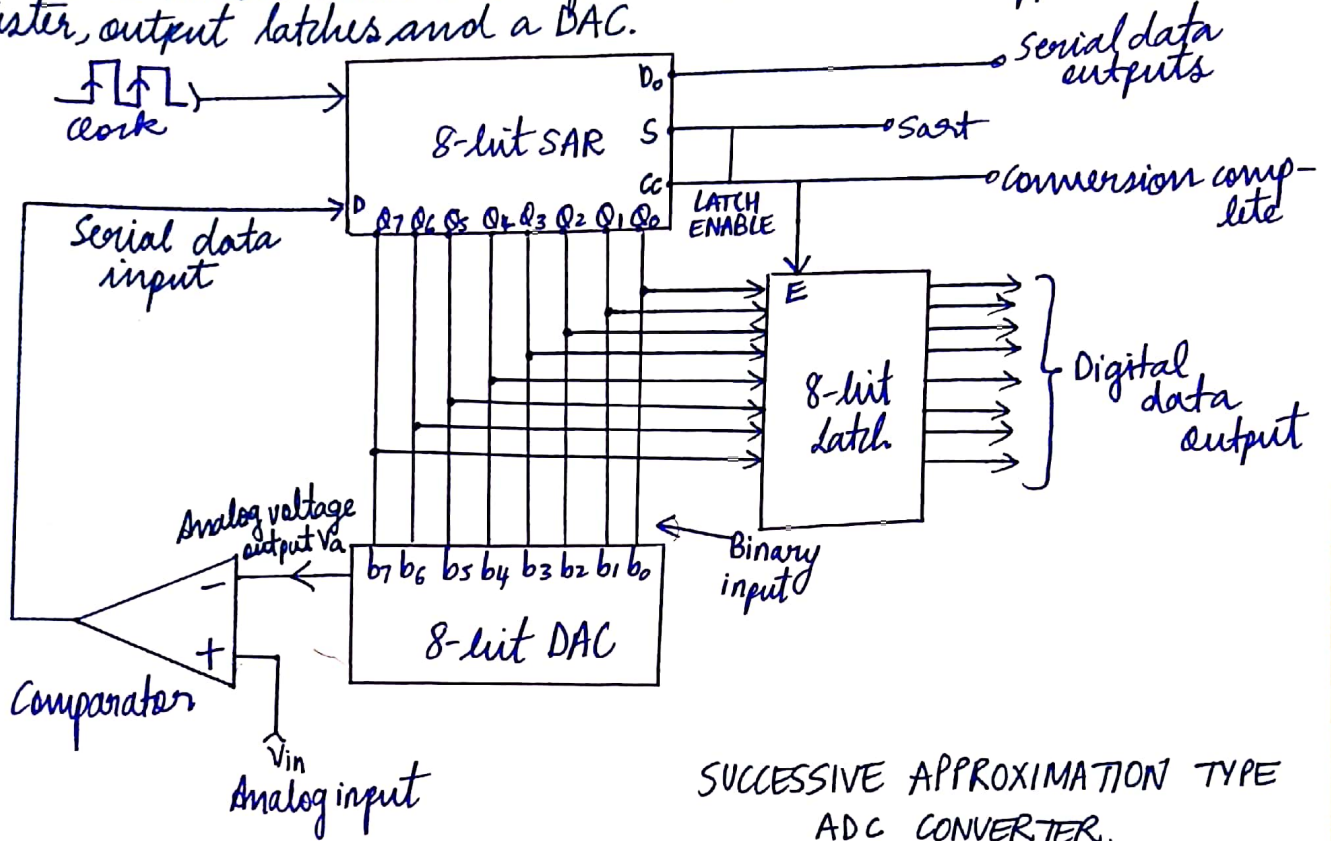 ister, output latches and a DAC.
Clock
Serial data
input
8-bit SAR
D
D₀
S
CC
Q7 Q6 Q5 Q4 Q3 Q2 Q1 Q0
Serial data
outputs
Sart
Conversion comp-
lete
LATCH
ENABLE
E
8-bit
Latch
Digital
data
output
Binary
input
Analog voltage
output Va
b7 b6 b5 b4 b3 b2 b1 b0
8-bit DAC
-
+
Comparator
Vin
Analog input
SUCCESSIVE APPROXIMATION TYPE
ADC CONVERTER.